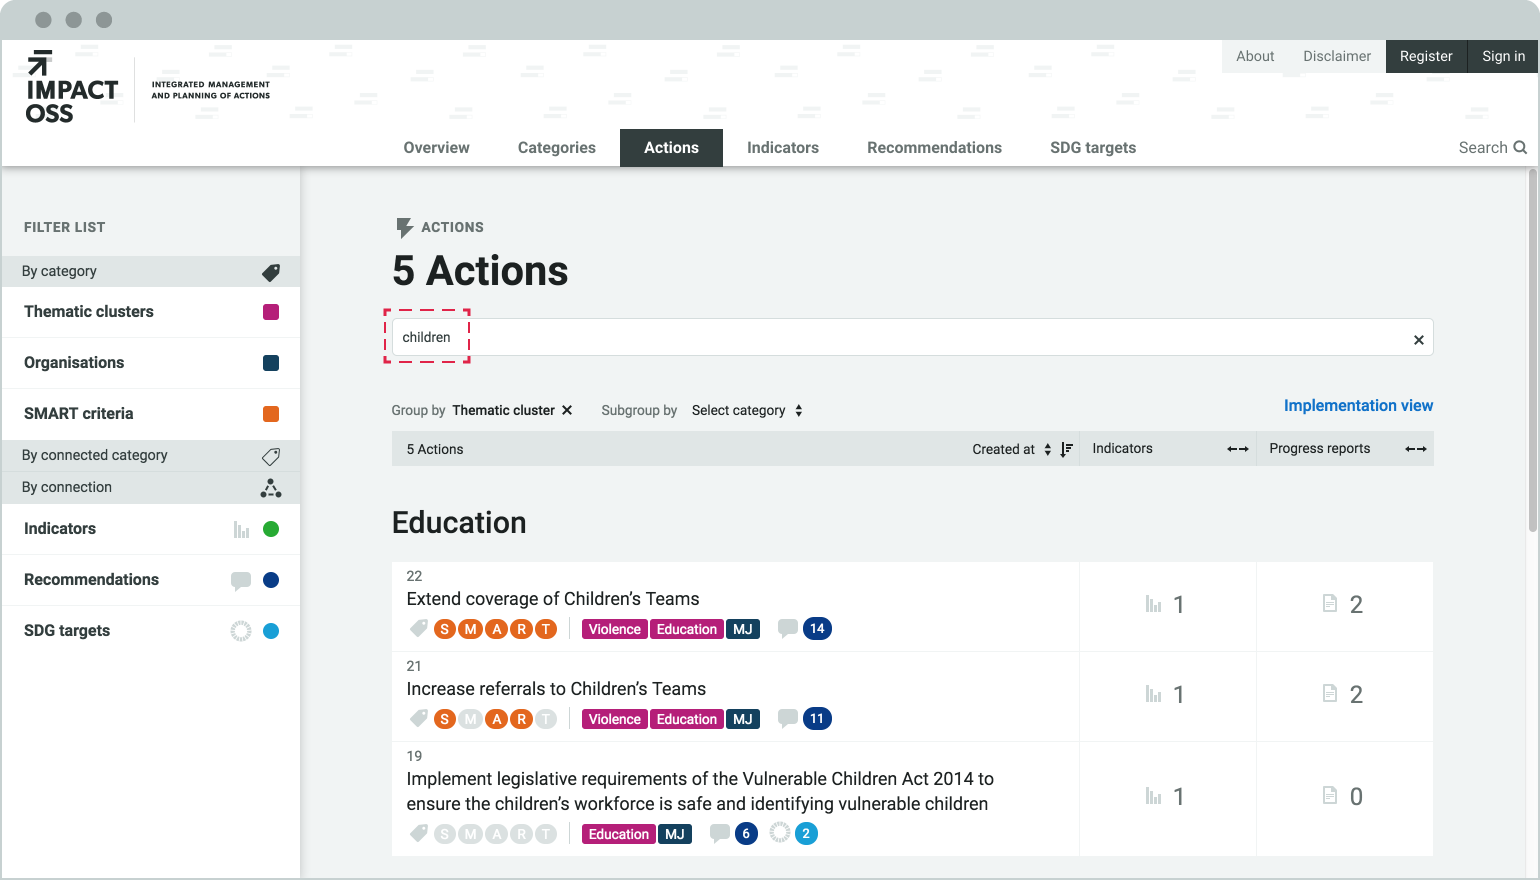 About
Disclaimer
Register
Sign in
IMPACT
OSS
INTEGRATED MANAGEMENT
AND PLANNING OF ACTIONS
Overview
Categories
Actions
Indicators
Recommendations
SDG targets
Search
FILTER LIST
By category
Thematic clusters
Organisations
SMART criteria
By connected category
By connection
Indicators
Recommendations
SDG targets
ACTIONS
5 Actions
children
Group by Thematic cluster
Subgroup by Select category
Implementation view
5 Actions
Created at
Indicators
Progress reports
Education
22
Extend coverage of Children’s Teams
S M A R T Violence Education MJ 14
1
2
21
Increase referrals to Children’s Teams
S M A R T Violence Education MJ 11
1
2
19
Implement legislative requirements of the Vulnerable Children Act 2014 to
ensure the children’s workforce is safe and identifying vulnerable children
S M A R T Education MJ 6 2
1
0